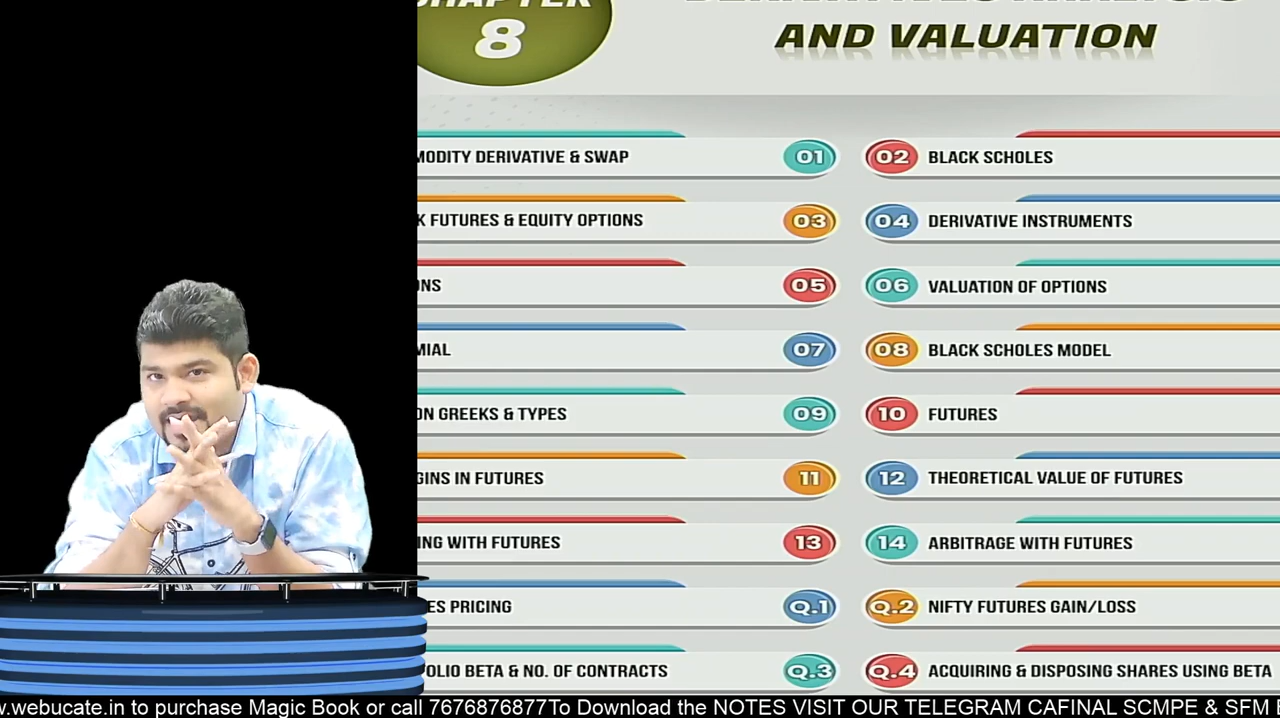 8
AND VALUATION
MODITY DERIVATIVE & SWAP 01
02 BLACK SCHOLES
K FUTURES & EQUITY OPTIONS 03
04 DERIVATIVE INSTRUMENTS
NS 05
06 VALUATION OF OPTIONS
MIAL 07
08 BLACK SCHOLES MODEL
ON GREEKS & TYPES 09
10 FUTURES
GINS IN FUTURES 11
12 THEORETICAL VALUE OF FUTURES
ING WITH FUTURES 13
14 ARBITRAGE WITH FUTURES
ES PRICING Q.1
Q.2 NIFTY FUTURES GAIN/LOSS
OLIO BETA & NO. OF CONTRACTS Q.3
Q.4 ACQUIRING & DISPOSING SHARES USING BETA
w.webucate.in to purchase Magic Book or call 7676876877To Download the NOTES VISIT OUR TELEGRAM CAFINAL SCMPE & SFM